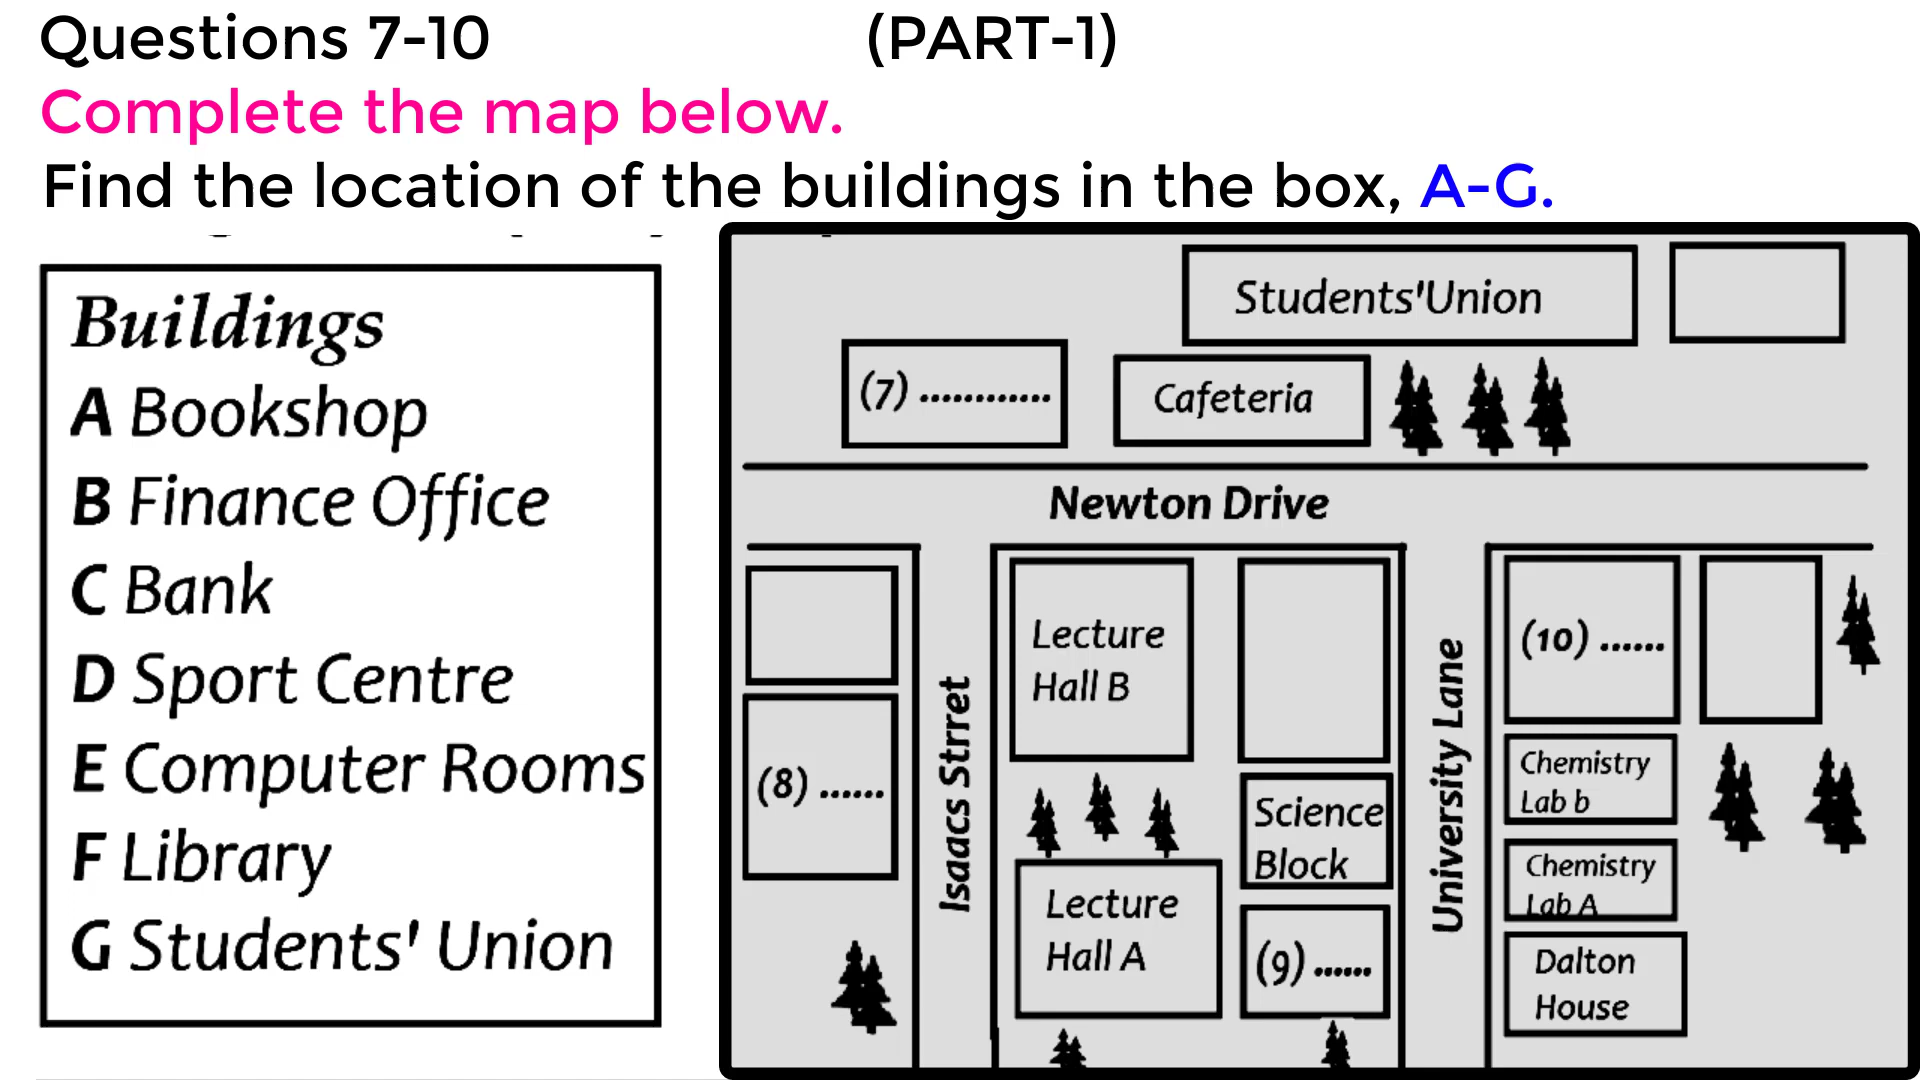 Questions 7-10 (PART-1)
Complete the map below.
Find the location of the buildings in the box, A-G.
Buildings
A Bookshop
B Finance Office
C Bank
D Sport Centre
E Computer Rooms
F Library
G Students' Union
Students'Union
(7) ............
Cafeteria
Newton Drive
Lecture
Hall B
(8) ......
Isaacs Strret
Lecture
Hall A
Science
Block
(9) ......
University Lane
(10) ......
Chemistry
Lab b
Chemistry
Lab A
Dalton
House